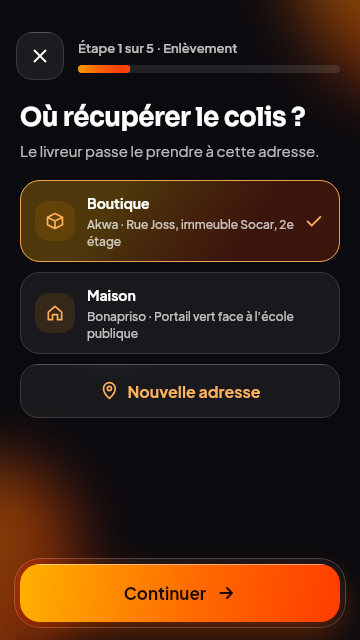 Étape 1 sur 5 · Enlèvement
Où récupérer le colis ?
Le livreur passe le prendre à cette adresse.
Boutique
Akwa · Rue Joss, immeuble Socar, 2e
étage
Maison
Bonapriso · Portail vert face à l'école
publique
Nouvelle adresse
Continuer →